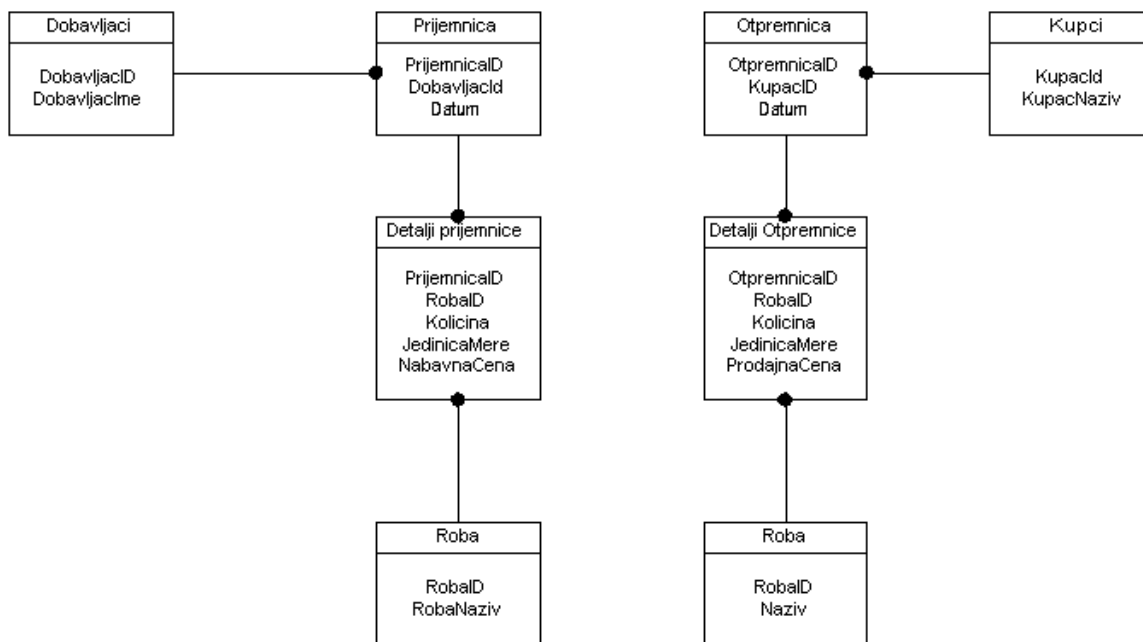 Dobavljaci
DobavljacID
DobavljacIme
Prijemnica
PrijemnicaID
DobavljacId
Datum
Otpremnica
OtpremnicaID
KupacID
Datum
Kupci
KupacId
KupacNaziv
Detalji prijemnice
PrijemnicaID
RobaID
Kolicina
JedinicaMere
NabavnaCena
Detalji Otpremnice
OtpremnicaID
RobaID
Kolicina
JedinicaMere
ProdajnaCena
Roba
RobaID
RobaNaziv
Roba
RobaID
Naziv